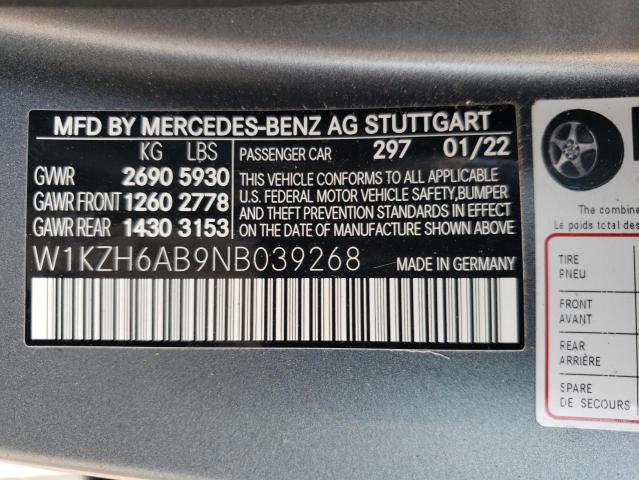 MFD BY MERCEDES-BENZ AG STUTTGART
KG LBS PASSENGER CAR 297 01/22
GVWR 2690 5930
GAWR FRONT 1260 2778
GAWR REAR 1430 3153
THIS VEHICLE CONFORMS TO ALL APPLICABLE
U.S. FEDERAL MOTOR VEHICLE SAFETY, BUMPER
AND THEFT PREVENTION STANDARDS IN EFFECT
ON THE DATE OF MANUFACTURE SHOWN ABOVE
W1KZH6AB9NB039268 MADE IN GERMANY
The combine
Le poids total des
TIRE
PNEU
FRONT
AVANT
REAR
ARRIÈRE
SPARE
DE SECOURS